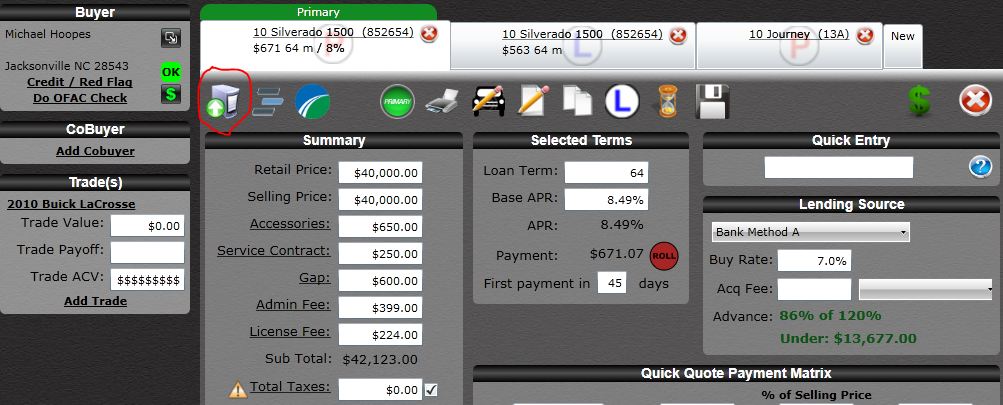 Buyer
Michael Hoopes
Jacksonville NC 28543
OK
Credit / Red Flag
$
Do OFAC Check
CoBuyer
Add Cobuyer
Trade(s)
2010 Buick LaCrosse
Trade Value: $0.00
Trade Payoff:
Trade ACV: $$$$$$$$$
Add Trade
Primary
10 Silverado 1500 (852654)
$671 64 m / 8%
P
10 Silverado 1500 (852654)
$563 64 m
L
10 Journey (13A)
P
New
PRIMARY
L
$
Summary
Retail Price: $40,000.00
Selling Price: $40,000.00
Accessories: $650.00
Service Contract: $250.00
Gap: $600.00
Admin Fee: $399.00
License Fee: $224.00
Sub Total: $42,123.00
Total Taxes: $0.00
Selected Terms
Loan Term: 64
Base APR: 8.49%
APR: 8.49%
Payment: $671.07 ROLL
First payment in 45 days
Quick Entry
?
Lending Source
Bank Method A
Buy Rate: 7.0%
Acq Fee:
Advance: 86% of 120%
Under: $13,677.00
Quick Quote Payment Matrix
% of Selling Price